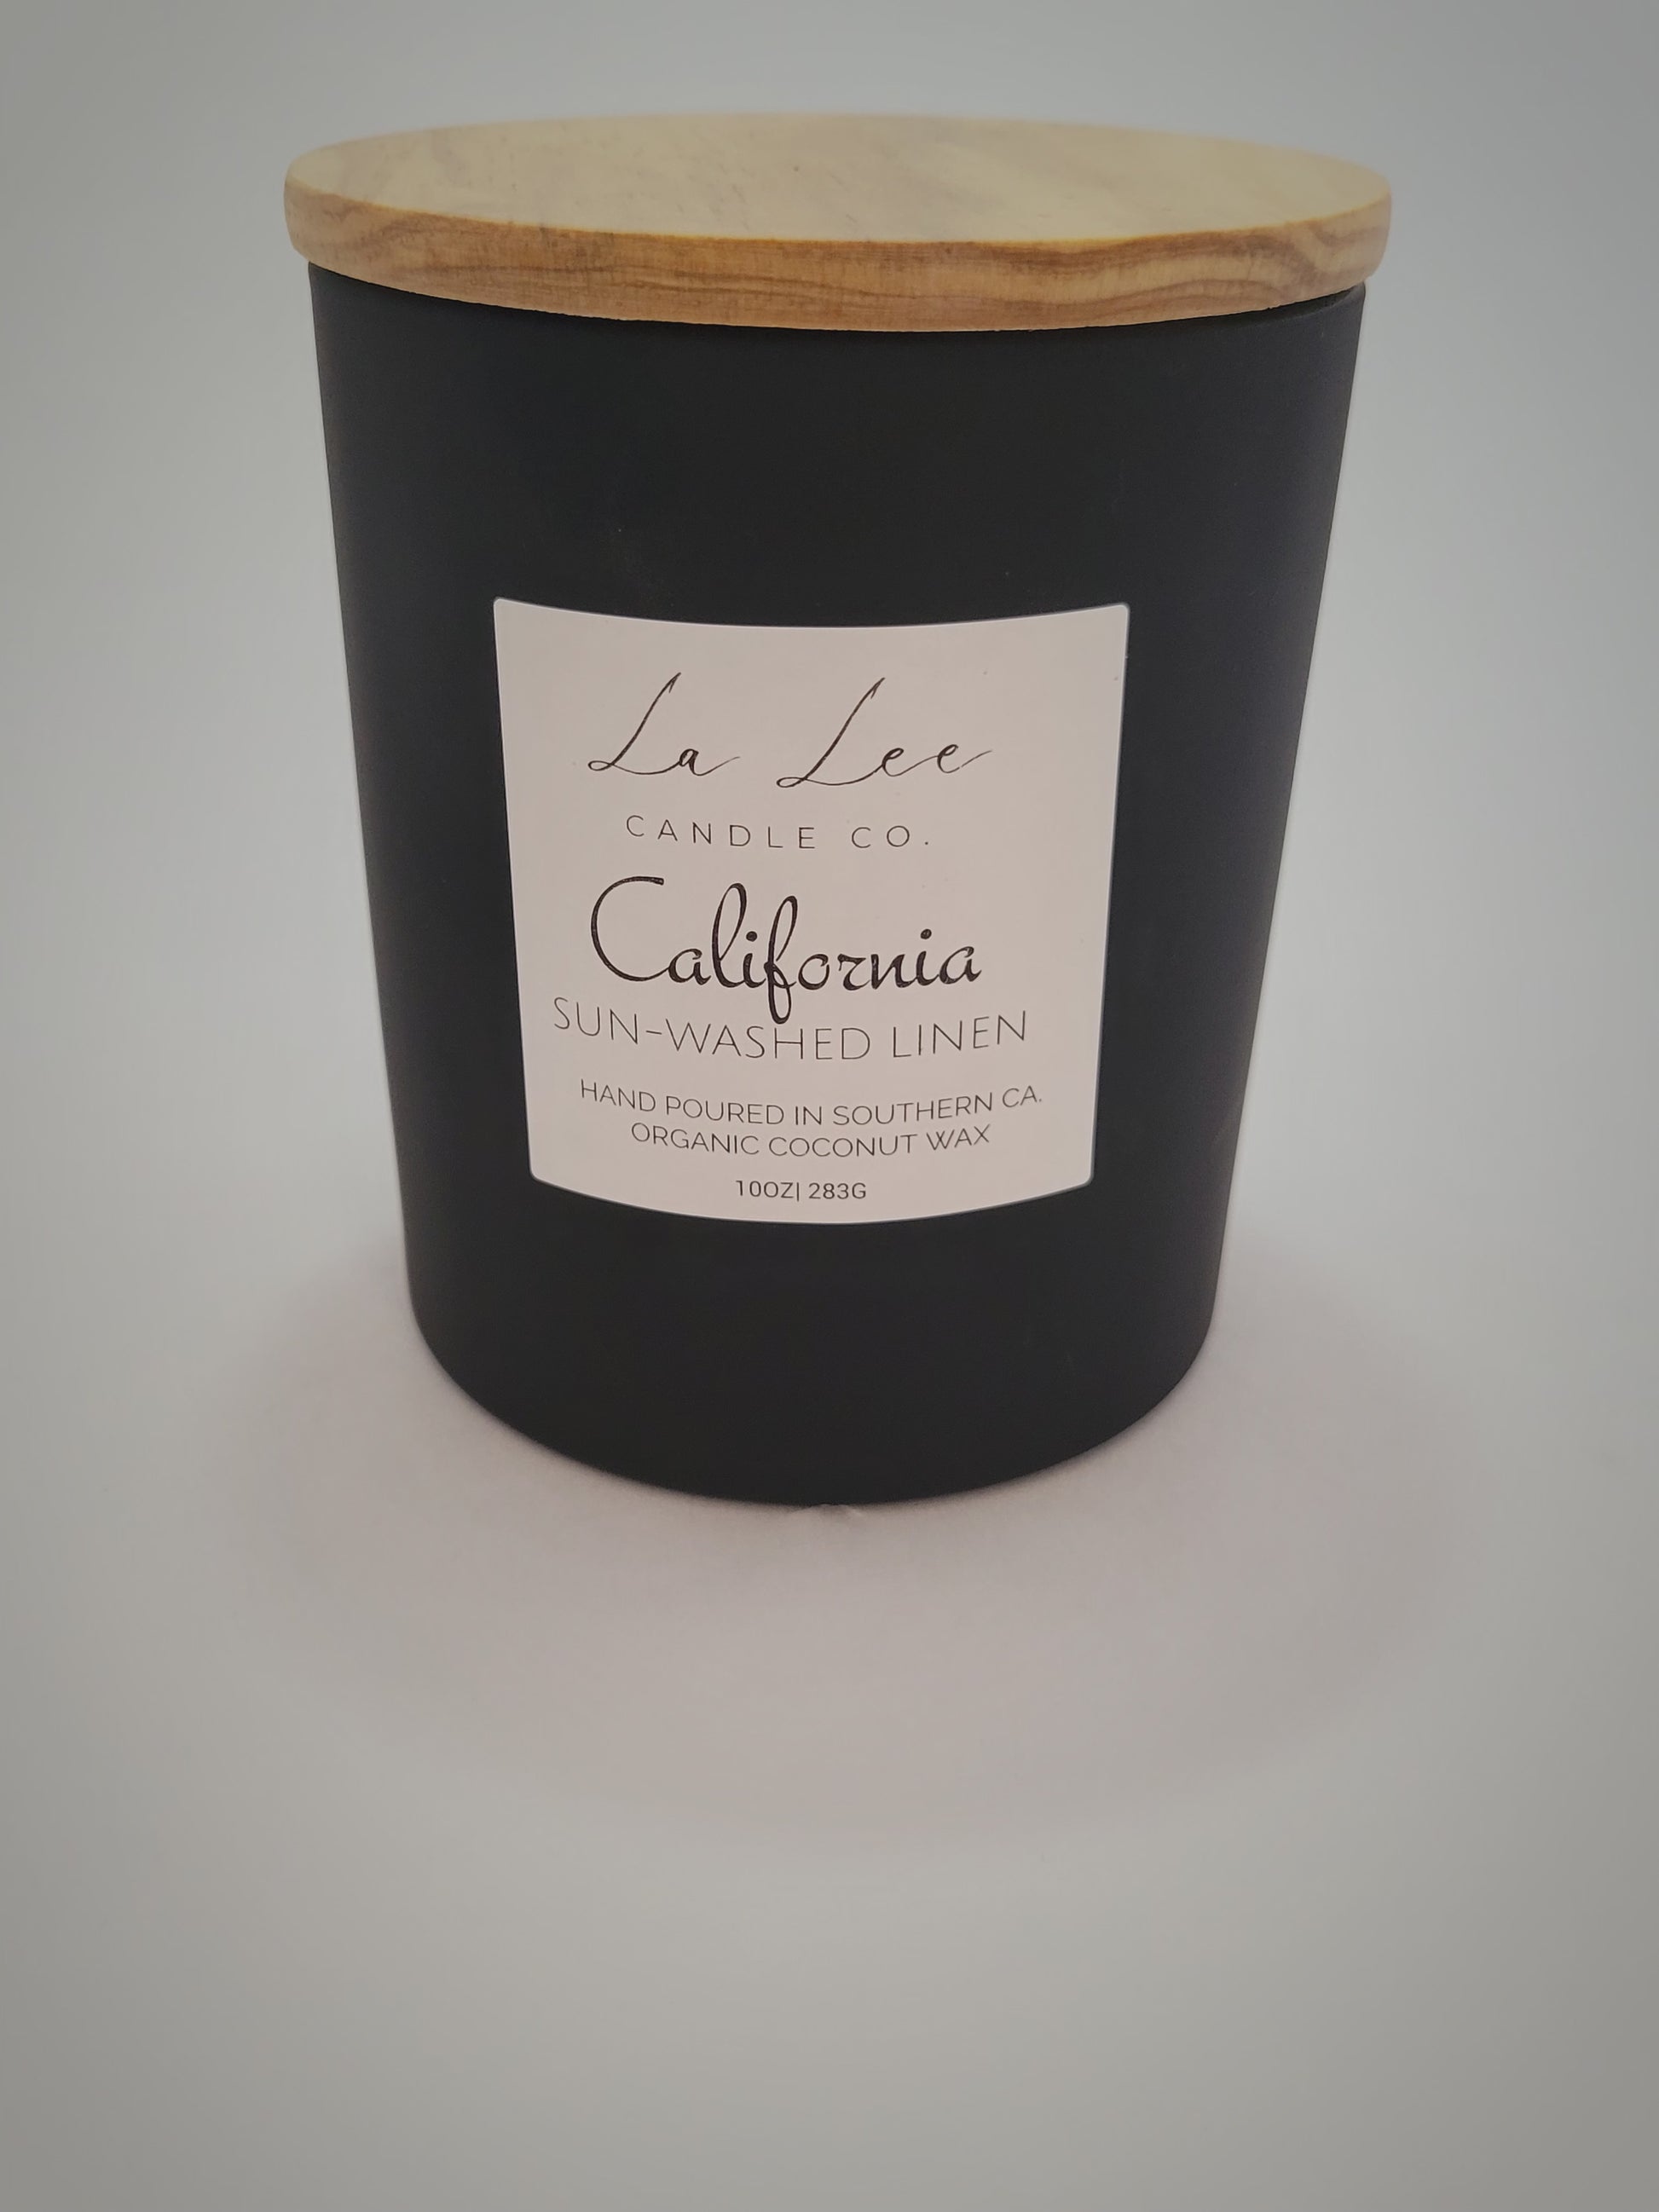 La Lee
CANDLE CO.
California
SUN-WASHED LINEN
HAND POURED IN SOUTHERN CA.
ORGANIC COCONUT WAX
10OZ| 283G